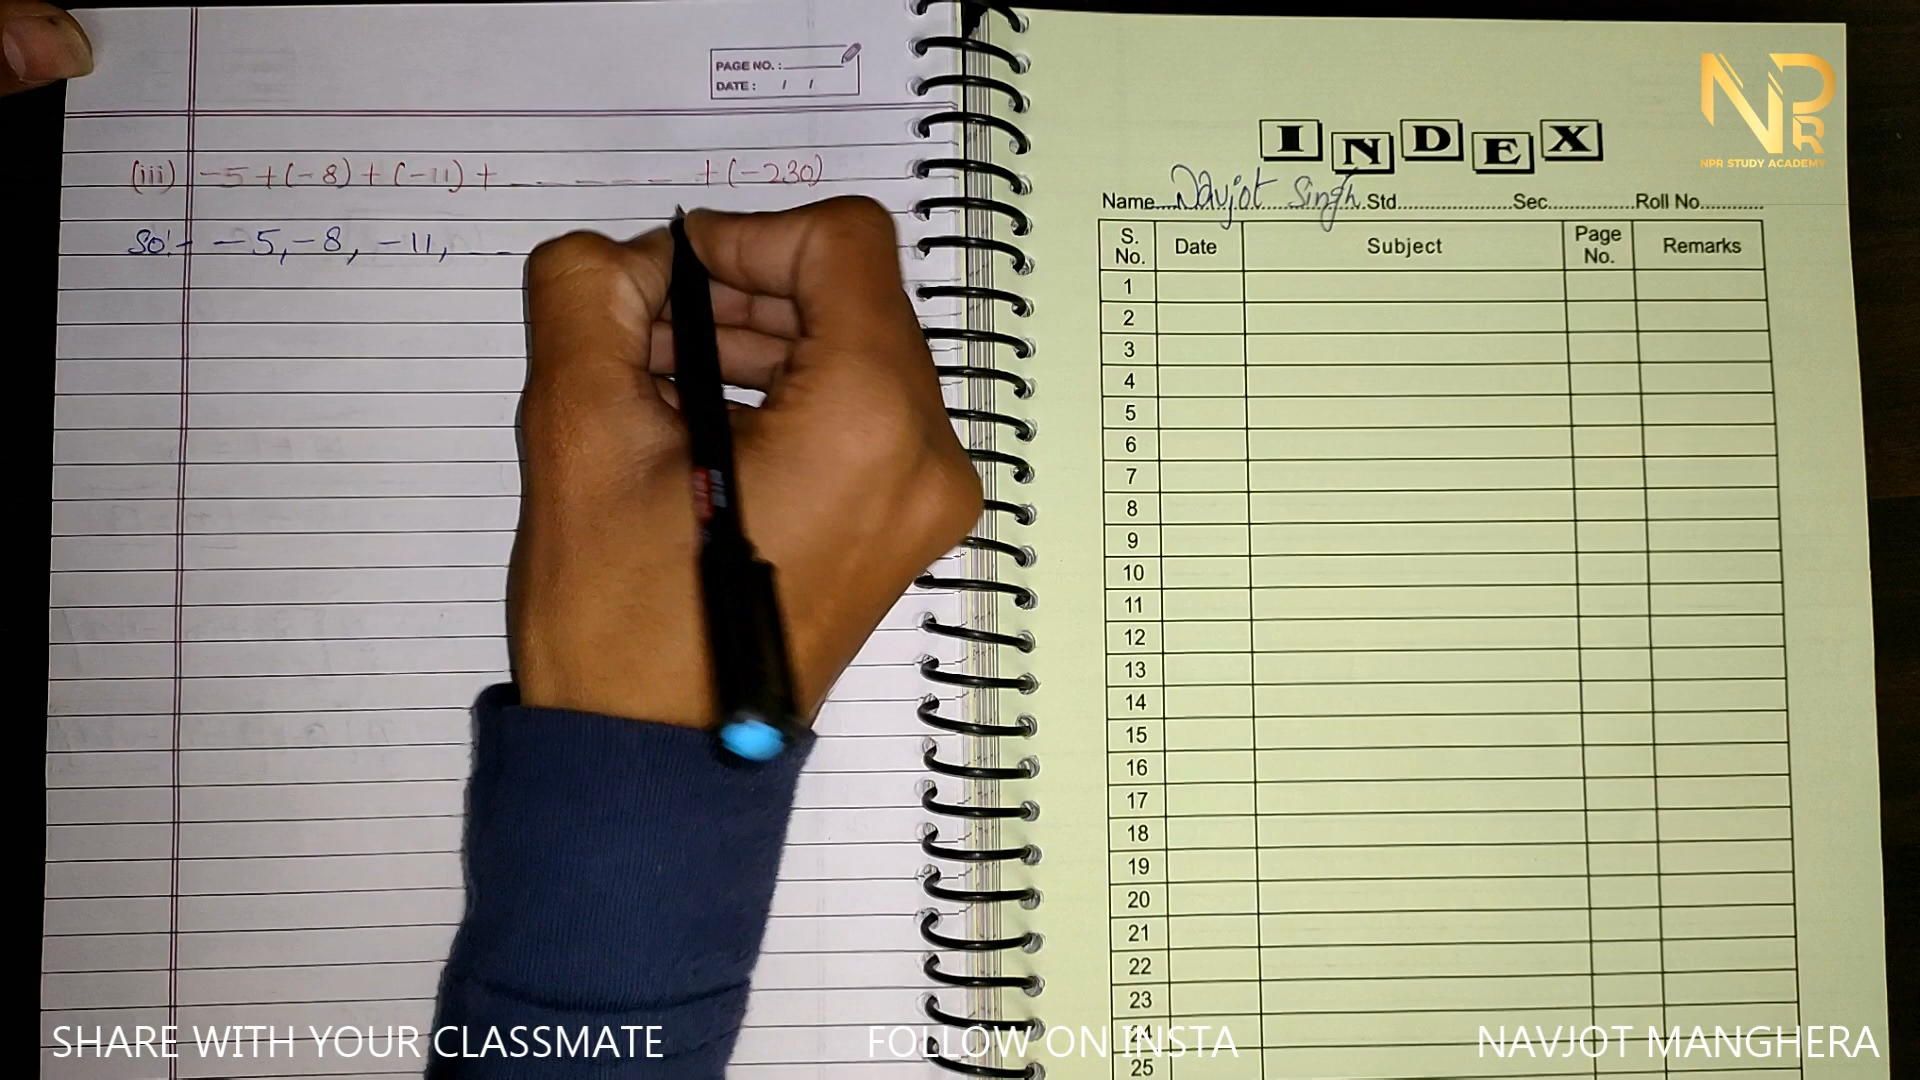 PAGE NO. :
DATE : / /
(iii) -5 + (-8) + (-11) + _ _ _ _ _ + (-230)
So:- -5, -8, -11, _ _
NPR
NPR STUDY ACADEMY
INDEX
Name Navjot Singh Std. Sec. Roll No.
S. No. Date Subject Page No. Remarks
1
2
3
4
5
6
7
8
9
10
11
12
13
14
15
16
17
18
19
20
21
22
23
24
25
SHARE WITH YOUR CLASSMATE FOLLOW ON INSTA NAVJOT MANGHERA